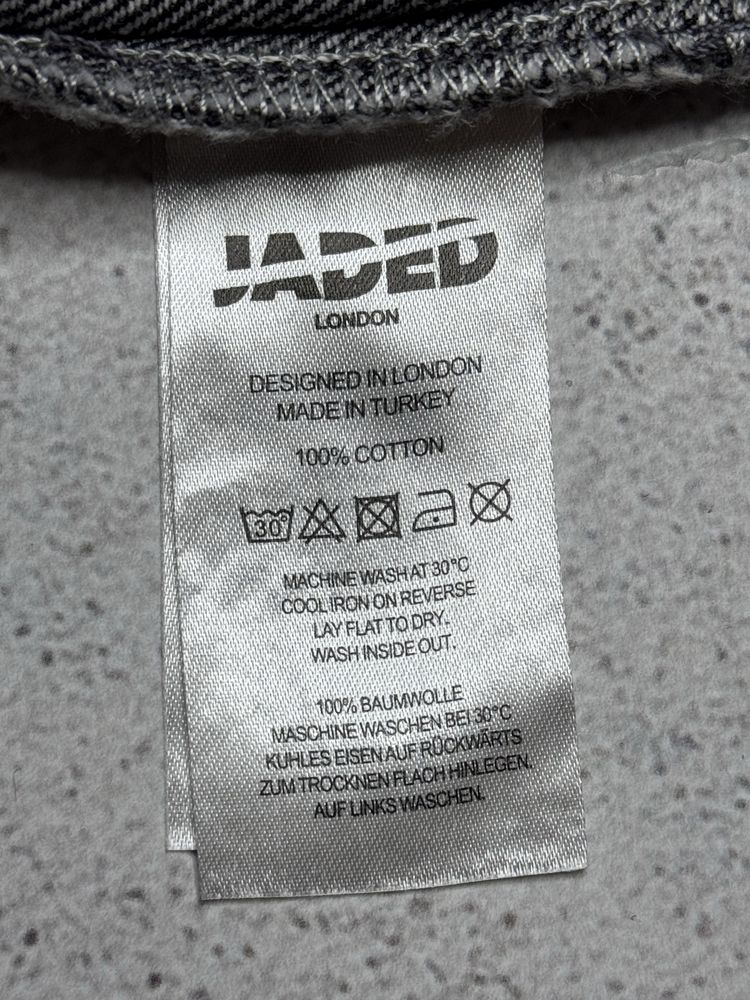 JADED
LONDON
DESIGNED IN LONDON
MADE IN TURKEY
100% COTTON
30°
MACHINE WASH AT 30°C
COOL IRON ON REVERSE
LAY FLAT TO DRY.
WASH INSIDE OUT.
100% BAUMWOLLE
MASCHINE WASCHEN BEI 30°C
KUHLES EISEN AUF RÜCKWÄRTS
ZUM TROCKNEN FLACH HINLEGEN.
AUF LINKS WASCHEN.